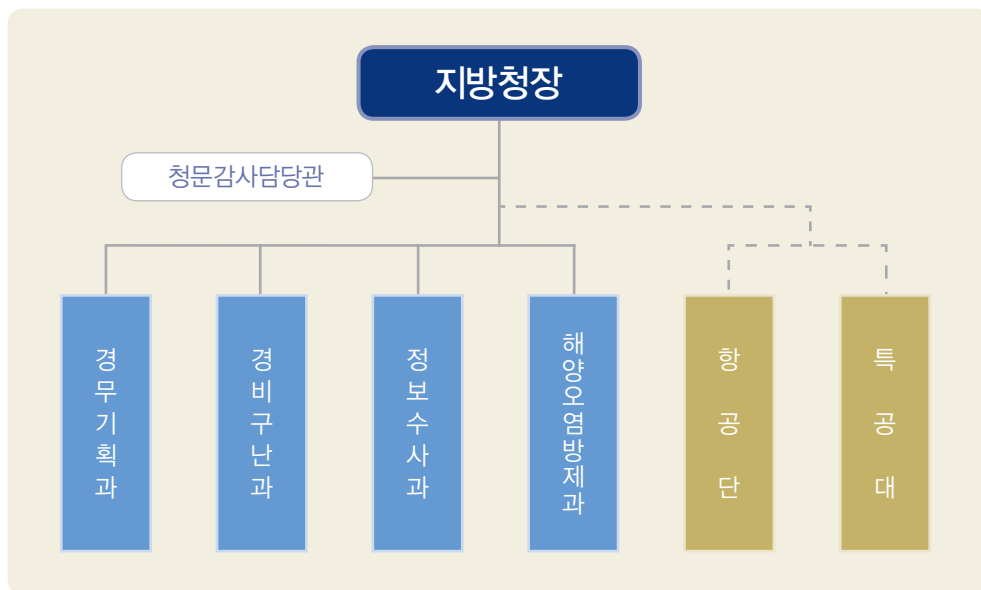 지방청장
청문감사담당관
경무기획과
경비구난과
정보수사과
해양오염방제과
항공단
특공대